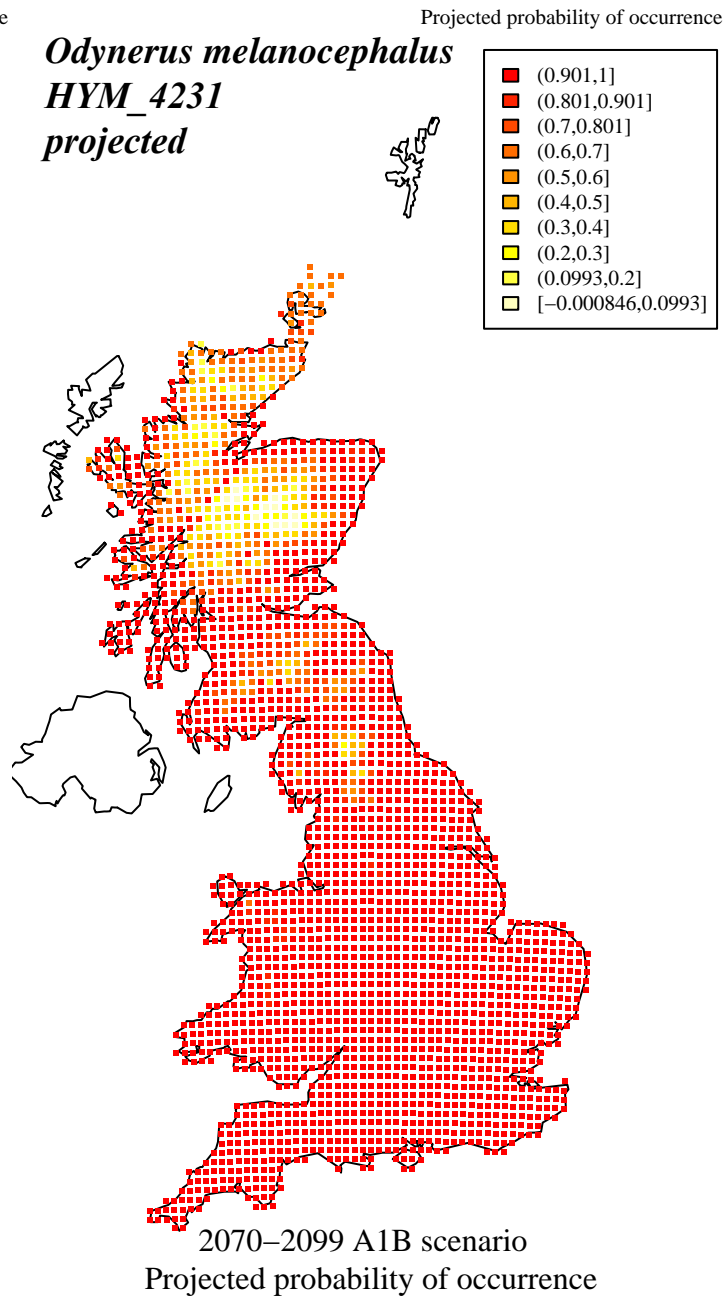 e
Projected probability of occurrence
Odynerus melanocephalus
HYM_4231
projected
(0.901,1]
(0.801,0.901]
(0.7,0.801]
(0.6,0.7]
(0.5,0.6]
(0.4,0.5]
(0.3,0.4]
(0.2,0.3]
(0.0993,0.2]
[−0.000846,0.0993]
2070−2099 A1B scenario
Projected probability of occurrence